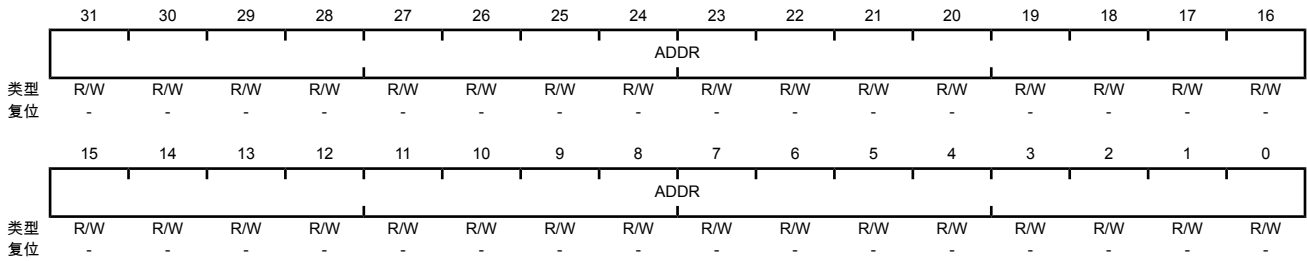 31 30 29 28 27 26 25 24 23 22 21 20 19 18 17 16
ADDR
类型 R/W R/W R/W R/W R/W R/W R/W R/W R/W R/W R/W R/W R/W R/W R/W R/W
复位 - - - - - - - - - - - - - - - -
15 14 13 12 11 10 9 8 7 6 5 4 3 2 1 0
ADDR
类型 R/W R/W R/W R/W R/W R/W R/W R/W R/W R/W R/W R/W R/W R/W R/W R/W
复位 - - - - - - - - - - - - - - - -